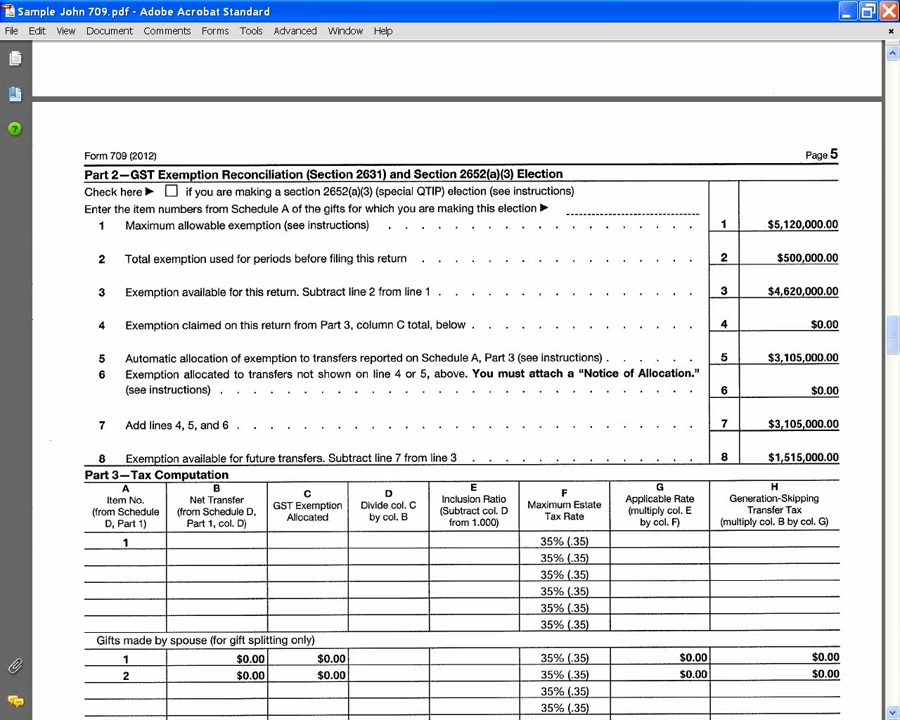 Sample John 709.pdf - Adobe Acrobat Standard
File Edit View Document Comments Forms Tools Advanced Window Help
Form 709 (2012) Page 5
Part 2—GST Exemption Reconciliation (Section 2631) and Section 2652(a)(3) Election
Check here ▶ if you are making a section 2652(a)(3) (special QTIP) election (see instructions)
Enter the item numbers from Schedule A of the gifts for which you are making this election ▶
1 Maximum allowable exemption (see instructions) 1 $5,120,000.00
2 Total exemption used for periods before filing this return 2 $500,000.00
3 Exemption available for this return. Subtract line 2 from line 1 3 $4,620,000.00
4 Exemption claimed on this return from Part 3, column C total, below 4 $0.00
5 Automatic allocation of exemption to transfers reported on Schedule A, Part 3 (see instructions) 5 $3,105,000.00
6 Exemption allocated to transfers not shown on line 4 or 5, above. You must attach a “Notice of Allocation.”
(see instructions) 6 $0.00
7 Add lines 4, 5, and 6 7 $3,105,000.00
8 Exemption available for future transfers. Subtract line 7 from line 3 8 $1,515,000.00
Part 3—Tax Computation
A Item No. (from Schedule D, Part 1)
B Net Transfer (from Schedule D, Part 1, col. D)
C GST Exemption Allocated
D Divide col. C by col. B
E Inclusion Ratio (Subtract col. D from 1.000)
F Maximum Estate Tax Rate
G Applicable Rate (multiply col. E by col. F)
H Generation-Skipping Transfer Tax (multiply col. B by col. G)
1 35% (.35)
35% (.35)
35% (.35)
35% (.35)
35% (.35)
35% (.35)
Gifts made by spouse (for gift splitting only)
1 $0.00 $0.00 35% (.35) $0.00 $0.00
2 $0.00 $0.00 35% (.35) $0.00 $0.00
35% (.35)
35% (.35)